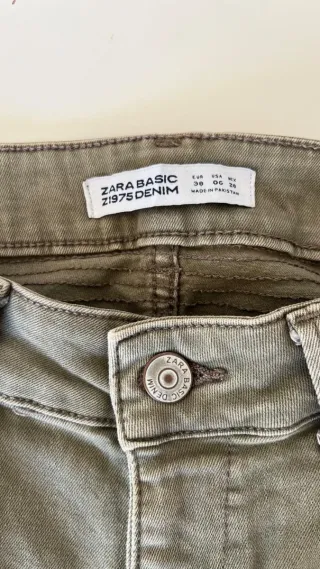 ZARA BASIC
Z1975 DENIM
EUR USA MEX
38 06 28
MADE IN PAKISTAN
ZARA BASIC DENIM